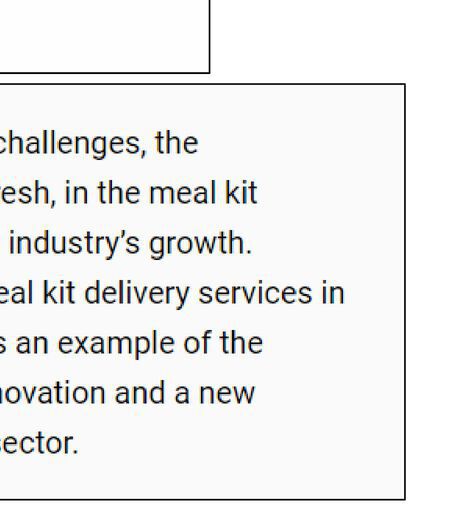 challenges, the
resh, in the meal kit
industry’s growth.
eal kit delivery services in
s an example of the
novation and a new
sector.